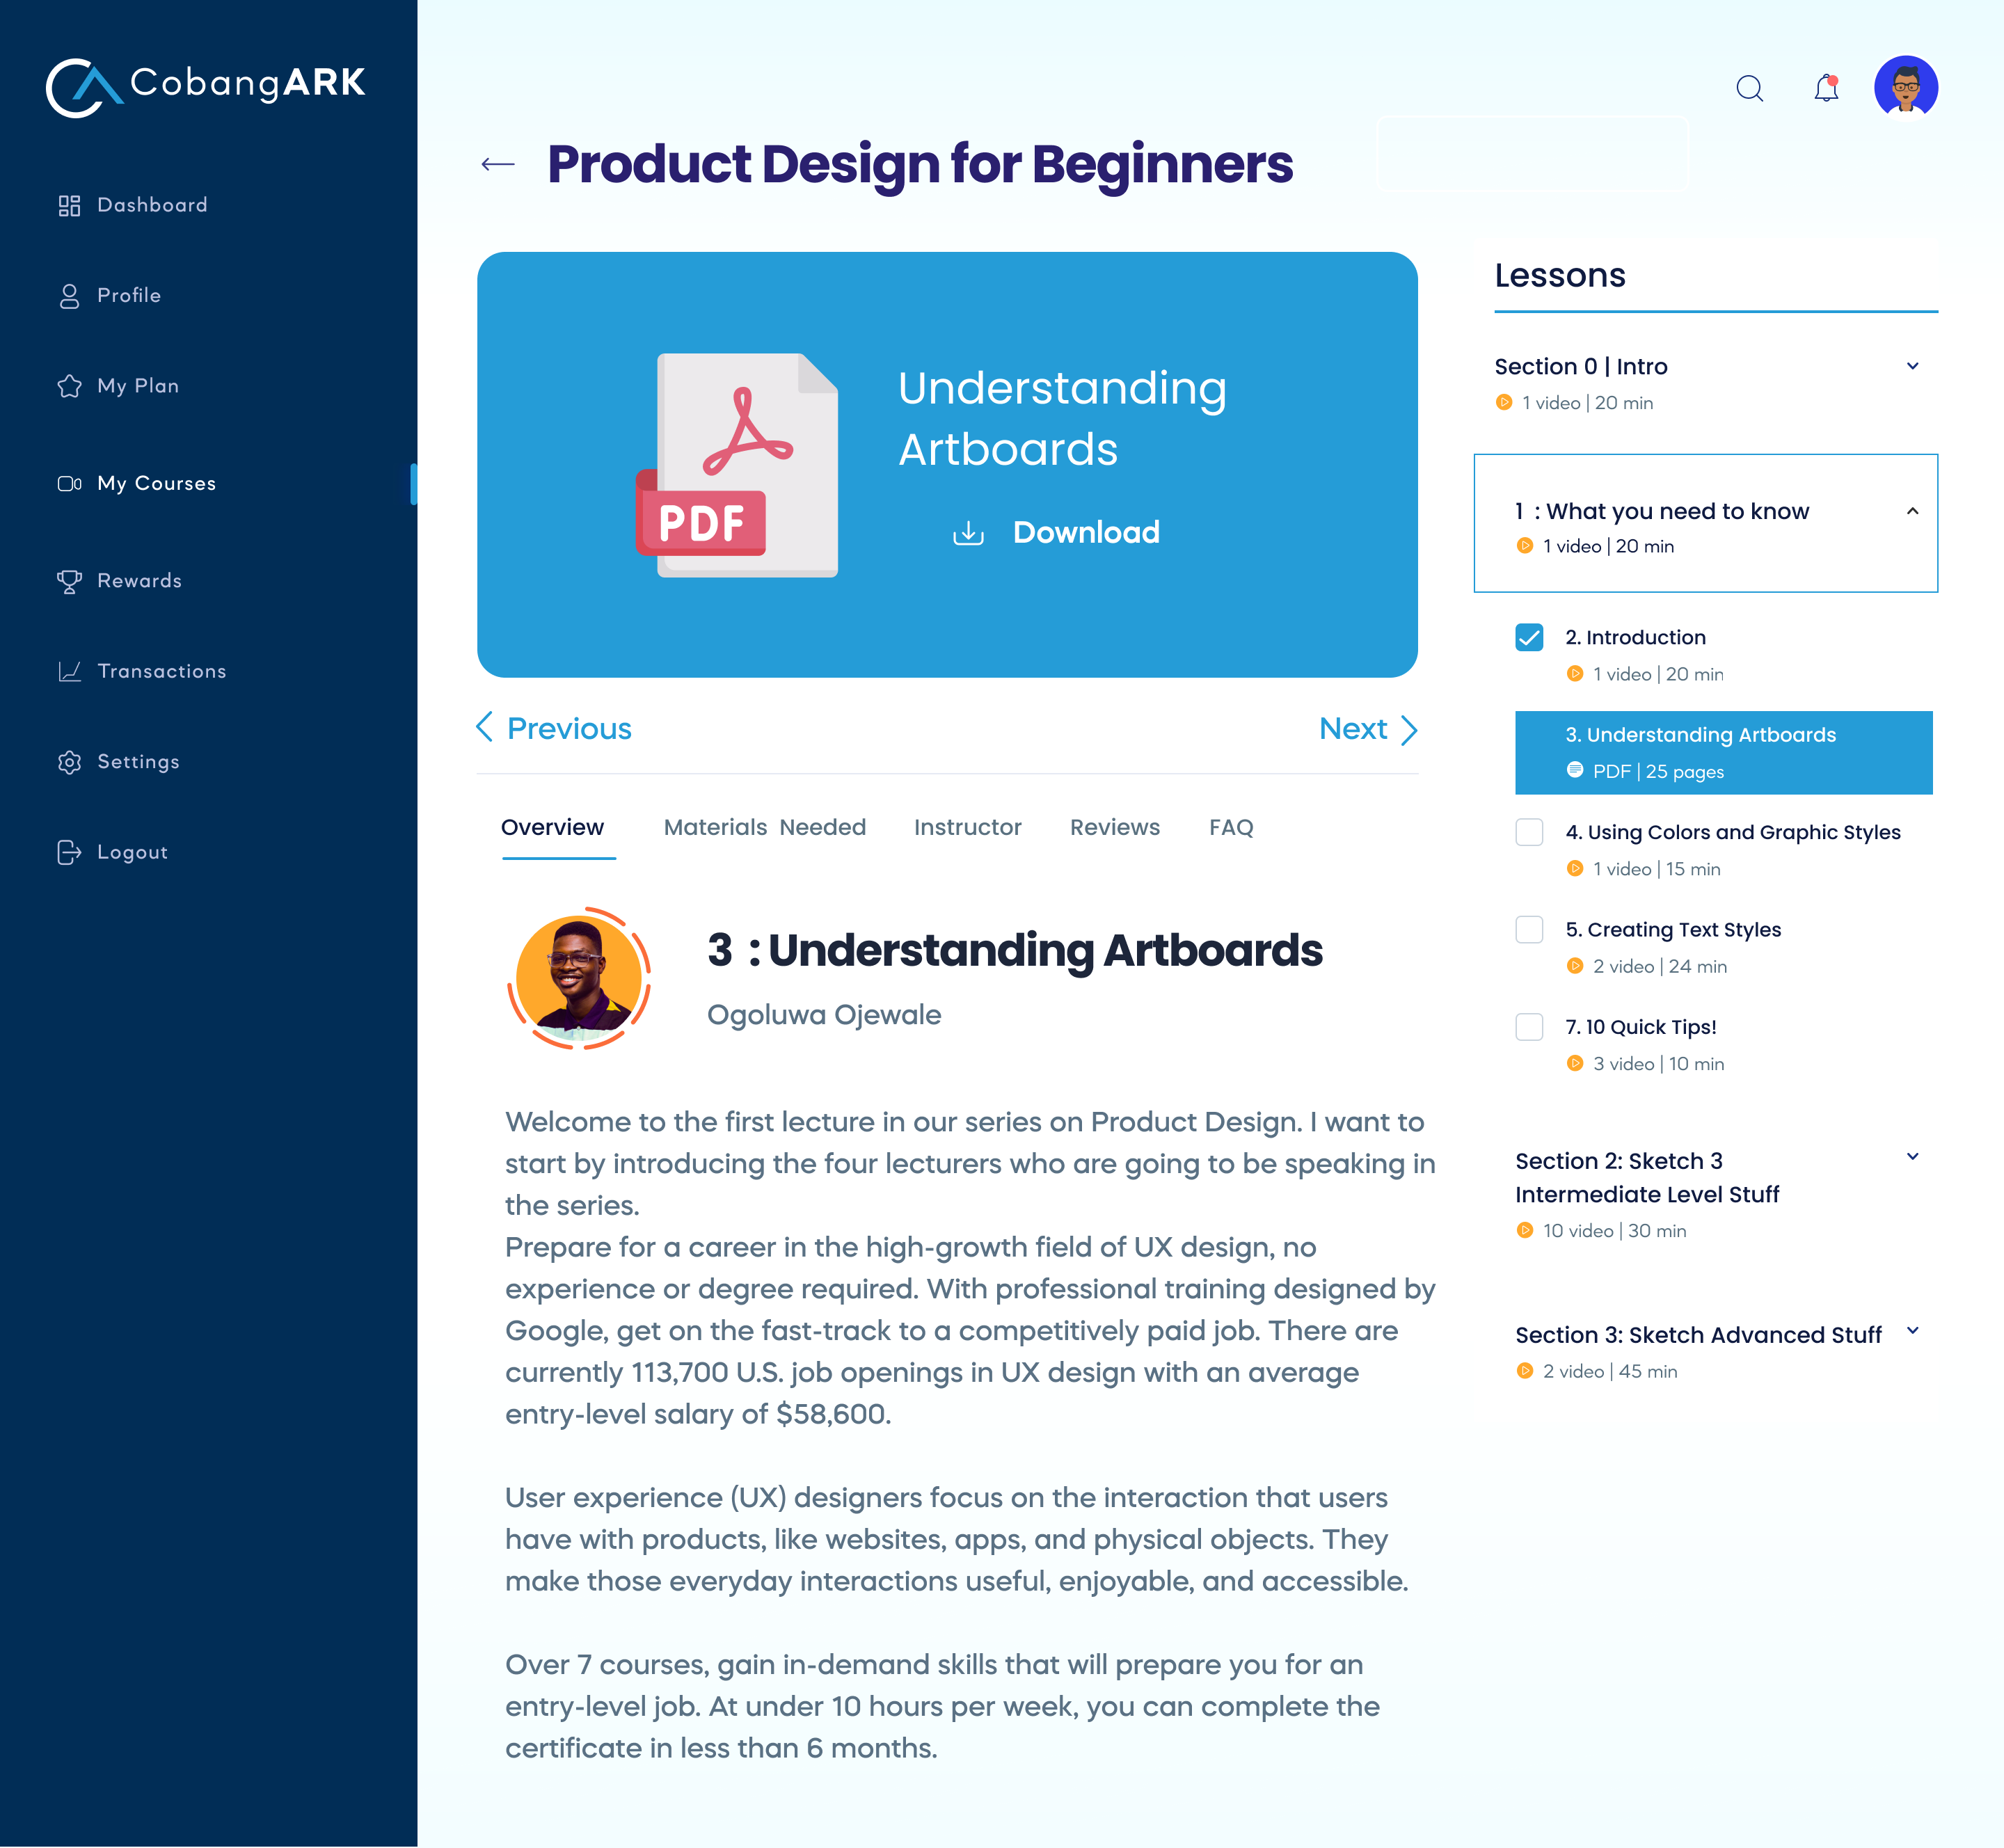 CobangARK
Dashboard
Profile
My Plan
My Courses
Rewards
Transactions
Settings
Logout
Product Design for Beginners
PDF
Understanding
Artboards
Download
Previous
Next
Overview
Materials Needed
Instructor
Reviews
FAQ
3 : Understanding Artboards
Ogoluwa Ojewale
Welcome to the first lecture in our series on Product Design. I want to
start by introducing the four lecturers who are going to be speaking in
the series.
Prepare for a career in the high-growth field of UX design, no
experience or degree required. With professional training designed by
Google, get on the fast-track to a competitively paid job. There are
currently 113,700 U.S. job openings in UX design with an average
entry-level salary of $58,600.
User experience (UX) designers focus on the interaction that users
have with products, like websites, apps, and physical objects. They
make those everyday interactions useful, enjoyable, and accessible.
Over 7 courses, gain in-demand skills that will prepare you for an
entry-level job. At under 10 hours per week, you can complete the
certificate in less than 6 months.
Lessons
Section 0 | Intro
1 video | 20 min
1 : What you need to know
1 video | 20 min
2. Introduction
1 video | 20 min
3. Understanding Artboards
PDF | 25 pages
4. Using Colors and Graphic Styles
1 video | 15 min
5. Creating Text Styles
2 video | 24 min
7. 10 Quick Tips!
3 video | 10 min
Section 2: Sketch 3
Intermediate Level Stuff
10 video | 30 min
Section 3: Sketch Advanced Stuff
2 video | 45 min